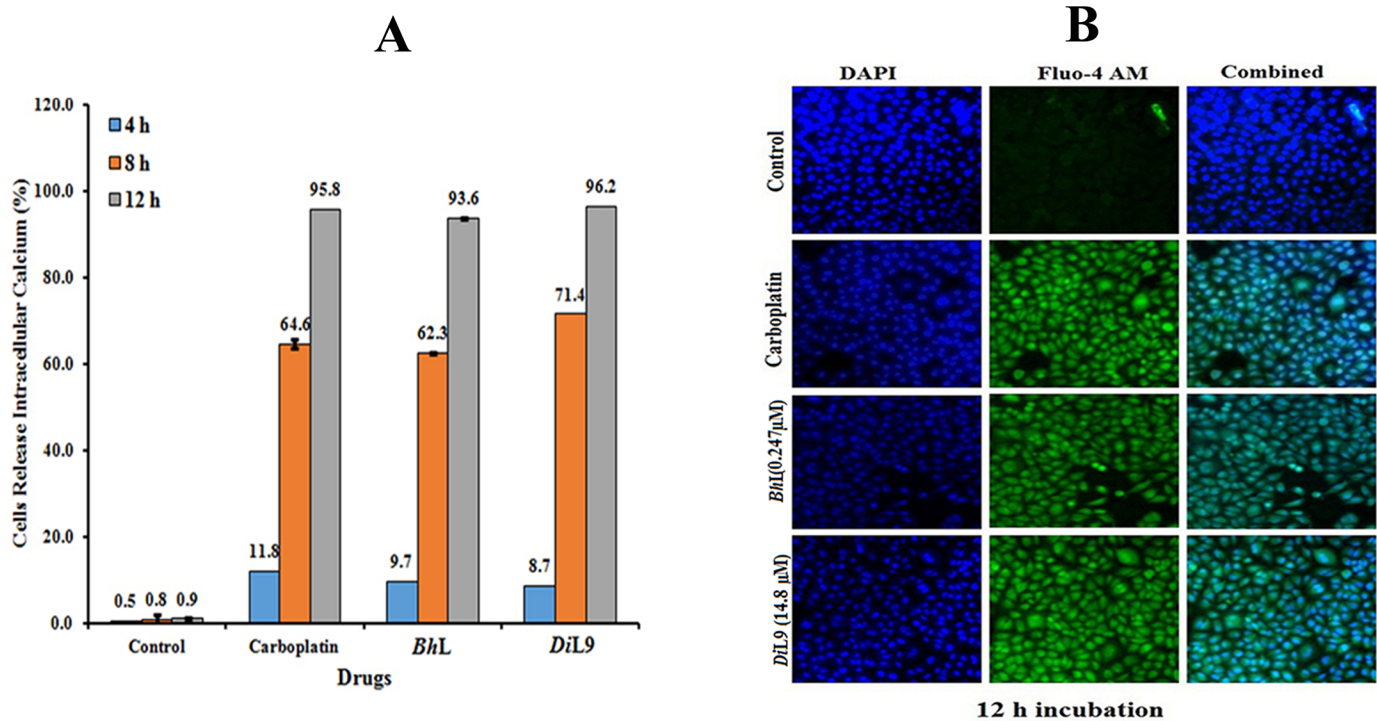 A
120.0
100.0
80.0
60.0
40.0
20.0
0.0
Cells Release Intracellular Calcium (%)
4 h
8 h
12 h
0.5 0.8 0.9
11.8 64.6 95.8
9.7 62.3 93.6
8.7 71.4 96.2
Control Carboplatin BhL DiL9
Drugs
B
DAPI Fluo-4 AM Combined
Control
Carboplatin
BhL(0.247μM)
DiL9 (14.8 μM)
12 h incubation